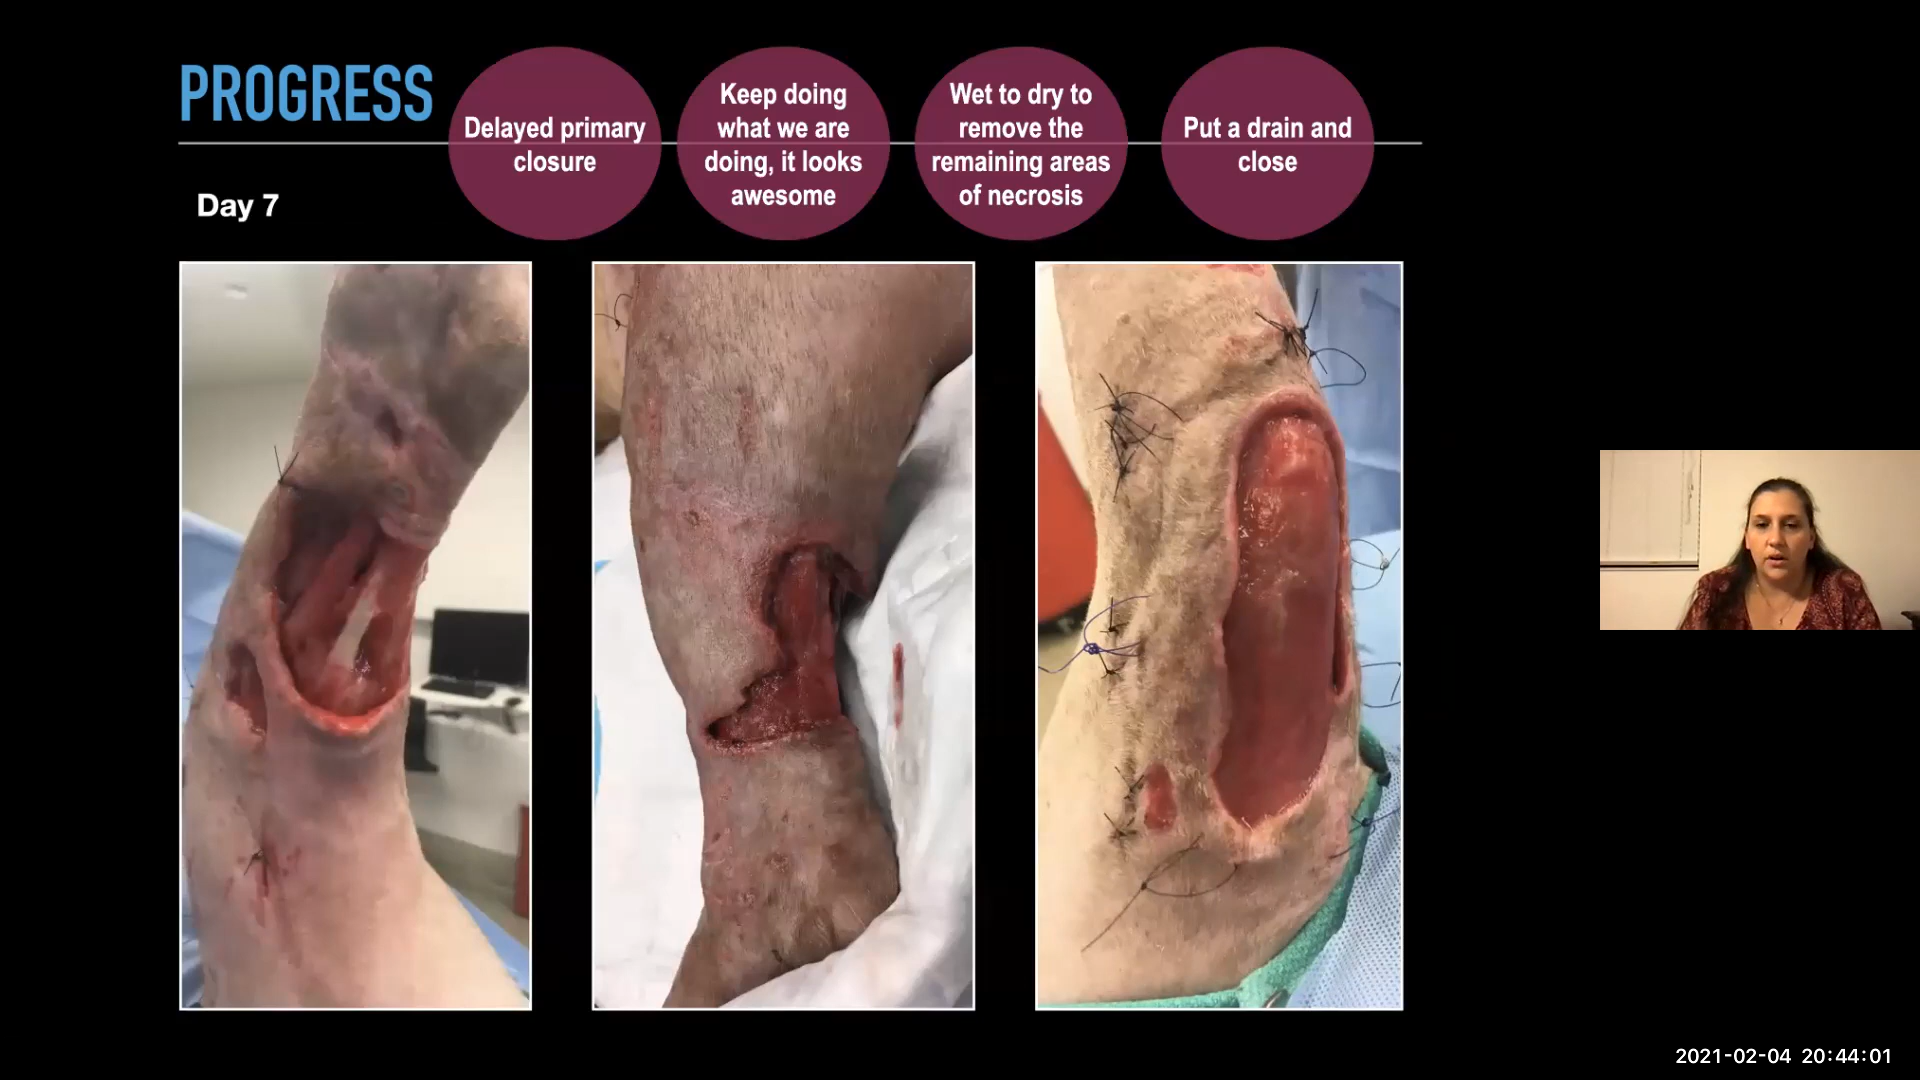 PROGRESS
Delayed primary
closure
Keep doing
what we are
doing, it looks
awesome
Wet to dry to
remove the
remaining areas
of necrosis
Put a drain and
close
Day 7
2021-02-04 20:44:01